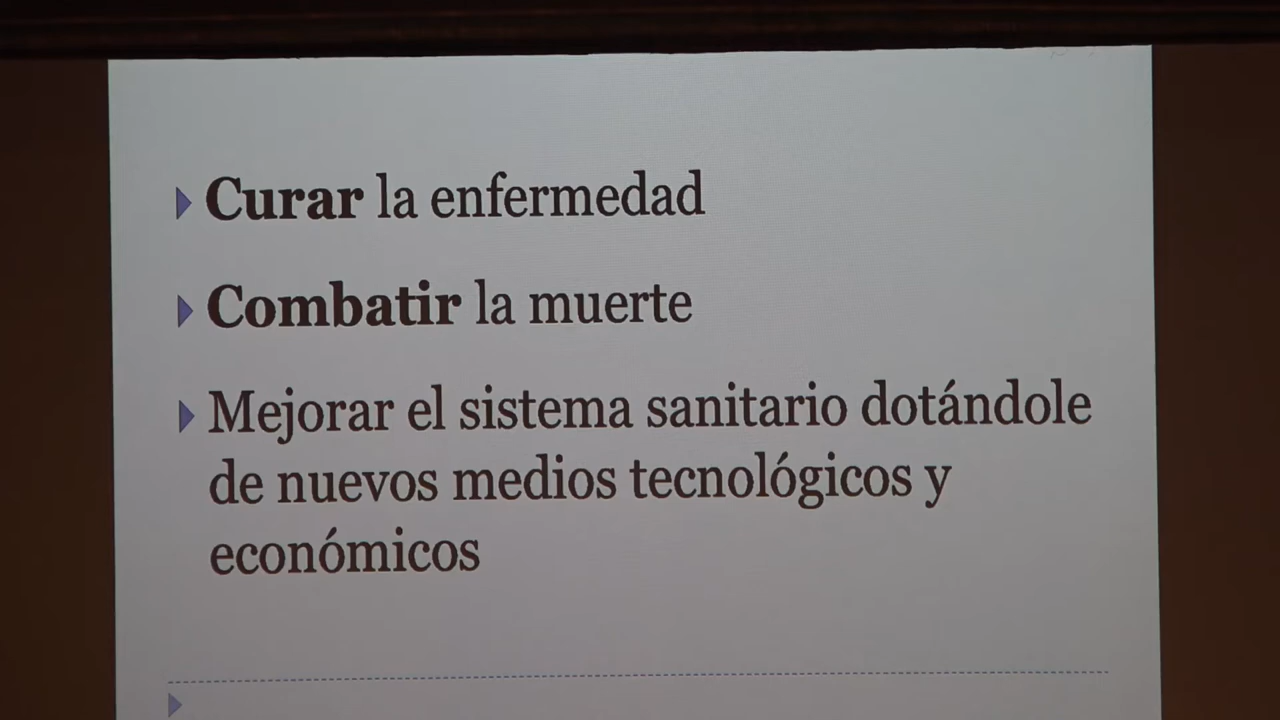 Curar la enfermedad
Combatir la muerte
Mejorar el sistema sanitario dotándole
de nuevos medios tecnológicos y
económicos